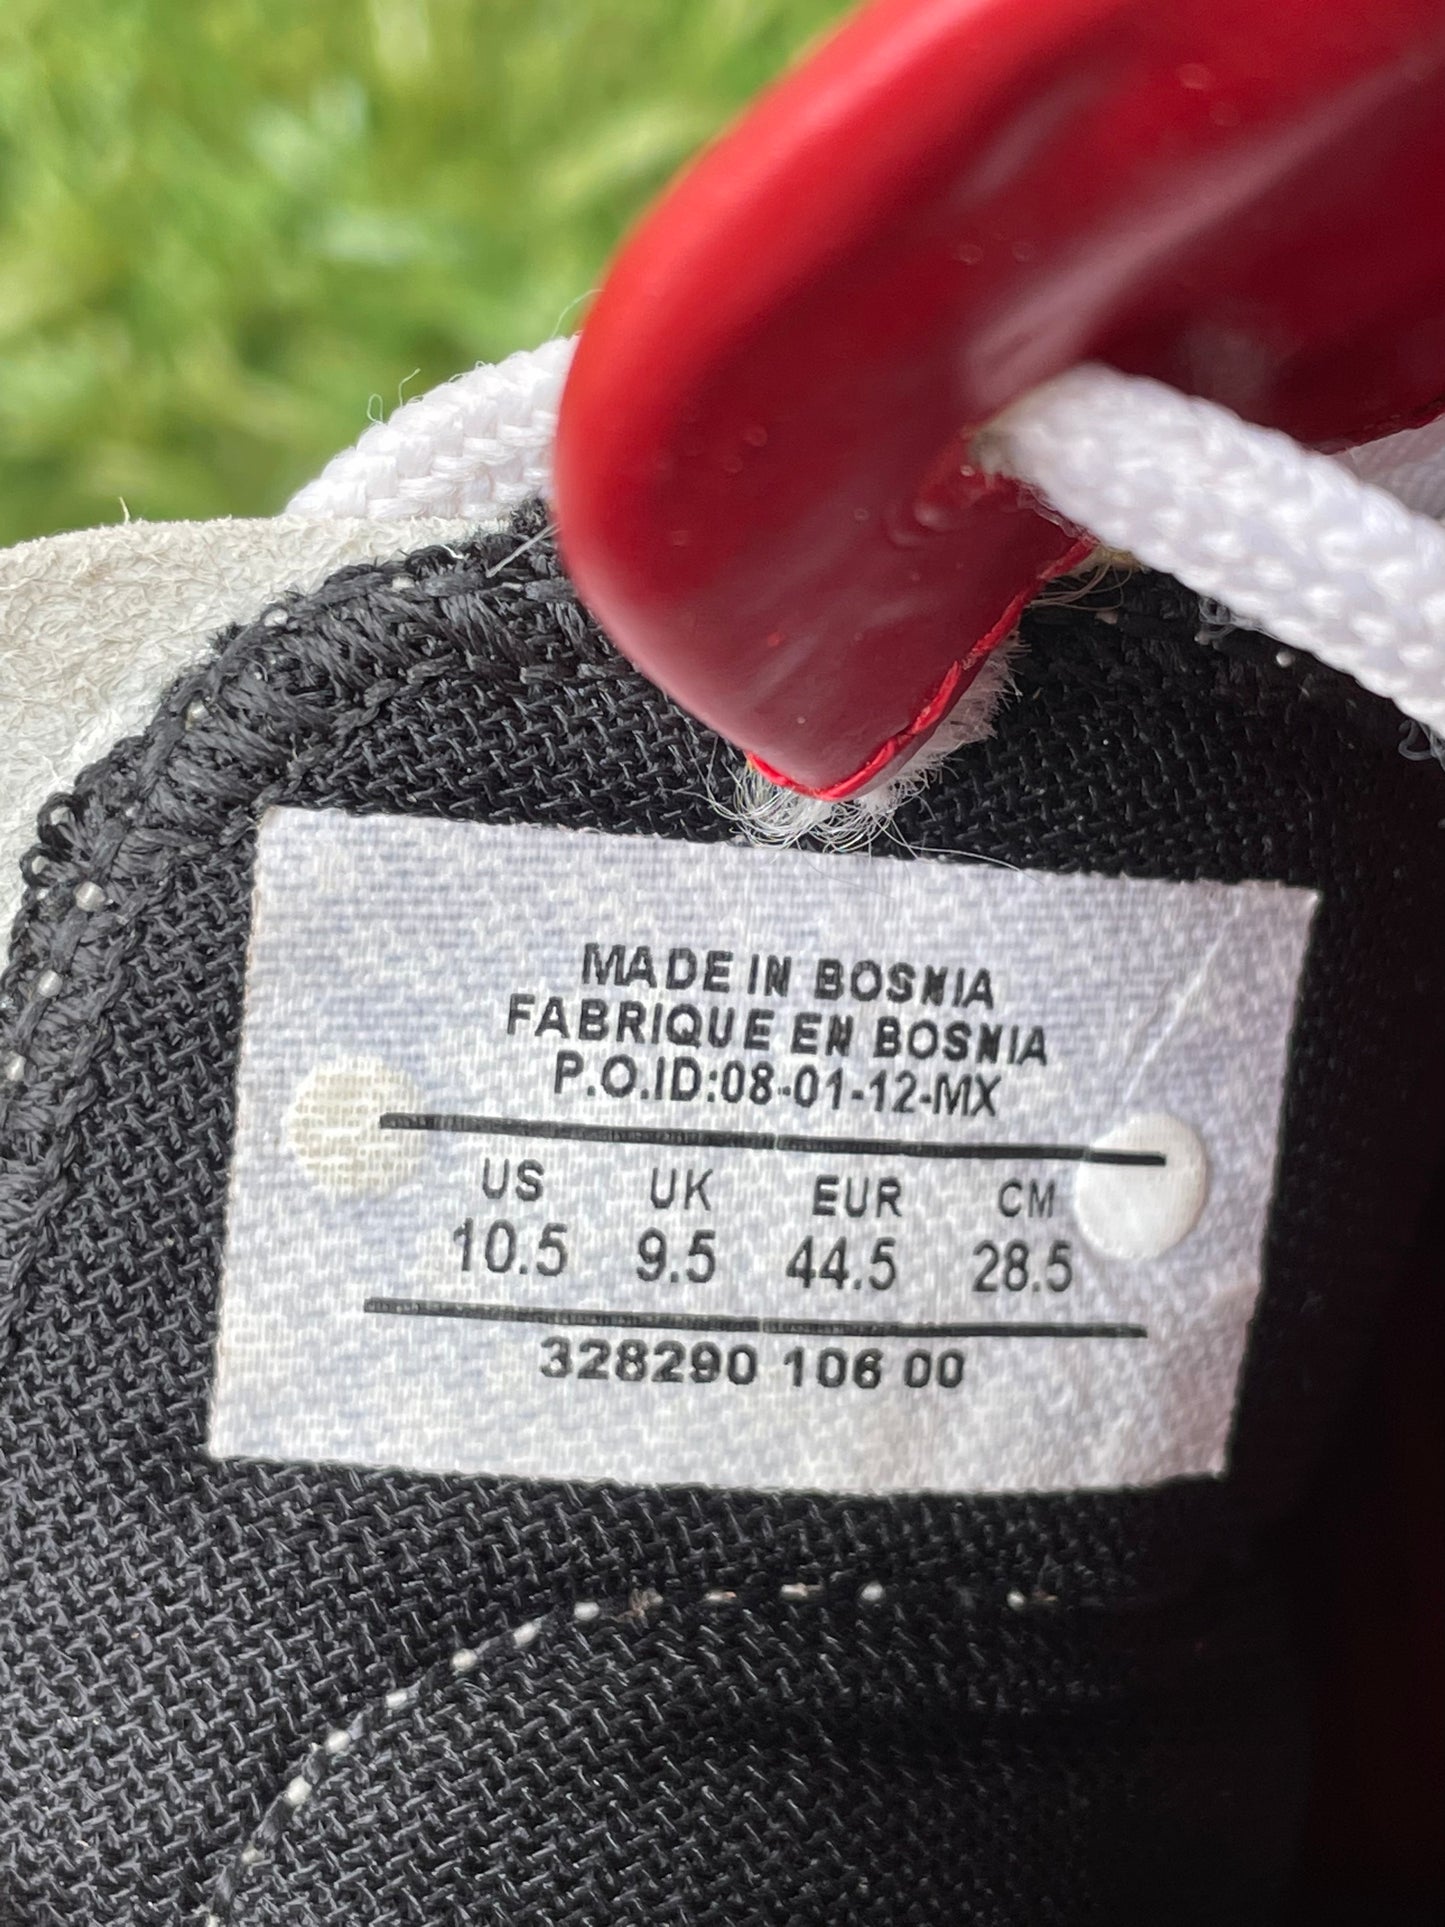 MADE IN BOSNIA
FABRIQUE EN BOSNIA
P.O.ID:08-01-12-MX
US UK EUR CM
10.5 9.5 44.5 28.5
328290 106 00